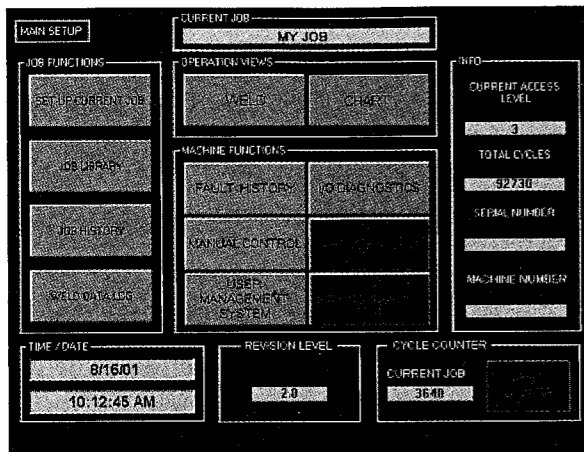 MAIN SETUP
CURRENT JOB
MY JOB
JOB FUNCTIONS
SET UP CURRENT JOB
JOB LIBRARY
JOB HISTORY
WELD DATA LOG
OPERATION VIEWS
WELD
CHART
MACHINE FUNCTIONS
FAULT HISTORY
I/O DIAGNOSTICS
MANUAL CONTROL
USER
MANAGEMENT
SYSTEM
INFO
CURRENT ACCESS
LEVEL
3
TOTAL CYCLES
92730
SERIAL NUMBER
MACHINE NUMBER
TIME / DATE
8/16/01
10:12:45 AM
REVISION LEVEL
2.0
CYCLE COUNTER
CURRENT JOB
3640